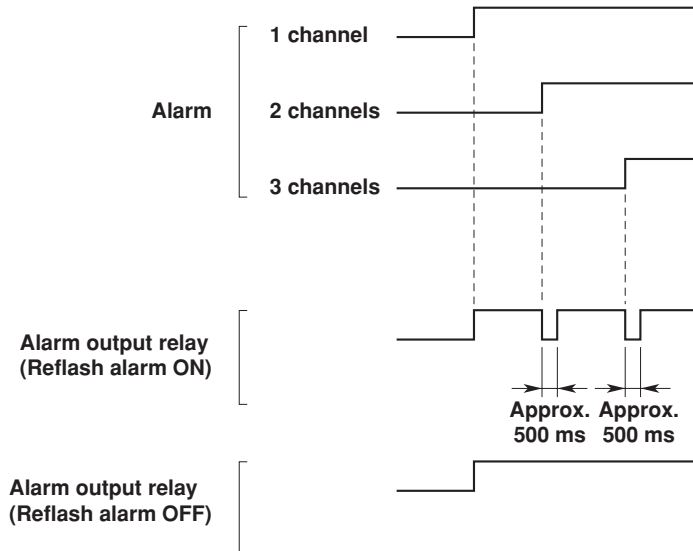 1 channel
Alarm
2 channels
3 channels
Alarm output relay
(Reflash alarm ON)
Approx.
500 ms
Approx.
500 ms
Alarm output relay
(Reflash alarm OFF)